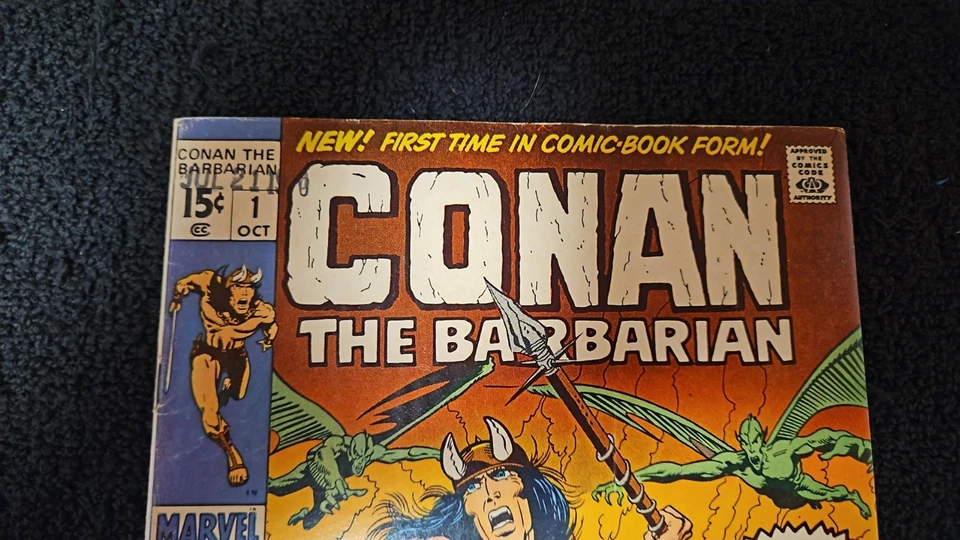 NEW! FIRST TIME IN COMIC-BOOK FORM!
CONAN THE
BARBARIAN
15¢
CC
1
OCT
CONAN
THE BARBARIAN
APPROVED
BY THE
COMICS
CODE
AUTHORITY
MARVEL